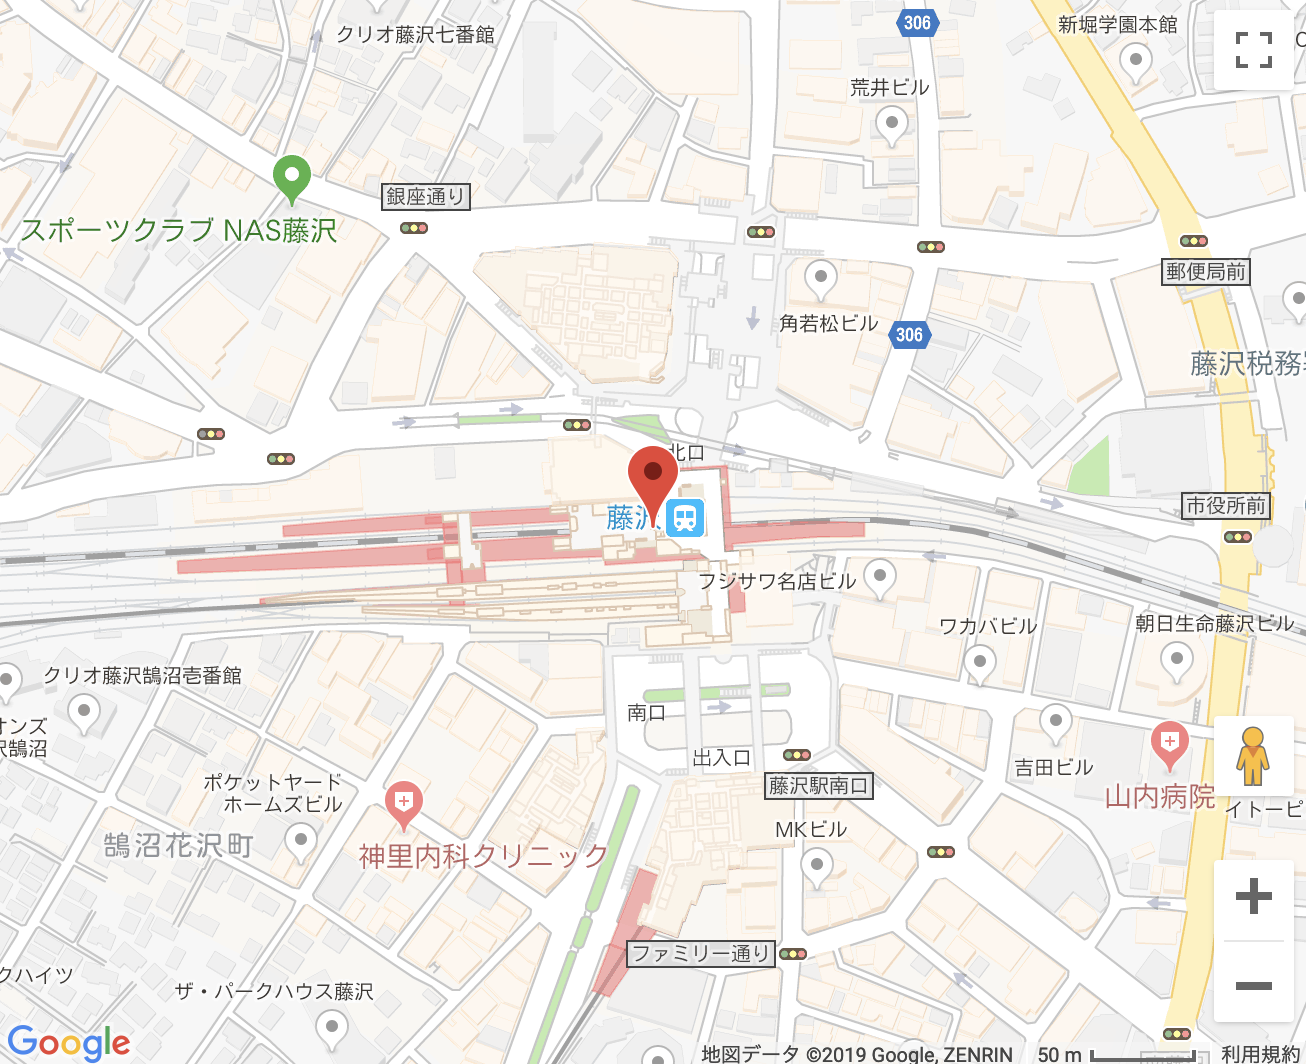 クリオ藤沢七番館
306
新堀学園本館
荒井ビル
銀座通り
スポーツクラブ NAS藤沢
郵便局前
角若松ビル
306
藤沢税務
北口
市役所前
藤沢
フジサワ名店ビル
ワカバビル
朝日生命藤沢ビル
クリオ藤沢鵠沼壱番館
オンズ
沢鵠沼
南口
出入口
藤沢駅南口
吉田ビル
山内病院
イトーピ
ポケットヤード
ホームズビル
鵠沼花沢町
神里内科クリニック
MKビル
ファミリー通り
クハイツ
ザ・パークハウス藤沢
Google
地図データ ©2019 Google, ZENRIN
50 m
利用規約